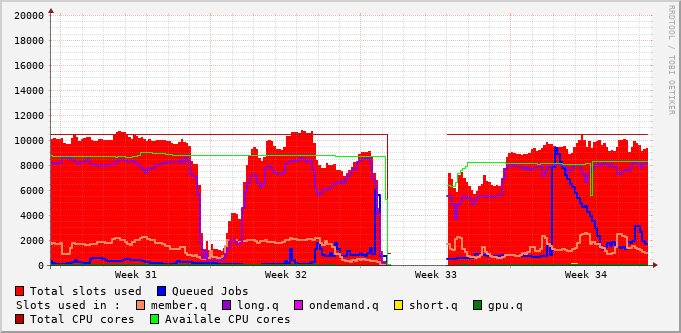 20000
18000
16000
14000
12000
10000
8000
6000
4000
2000
0
Week 31 Week 32 Week 33 Week 34
Total slots used Queued Jobs
Slots used in : member.q long.q ondemand.q short.q gpu.q
Total CPU cores Availale CPU cores
RRDTOOL / TOBI OETIKER